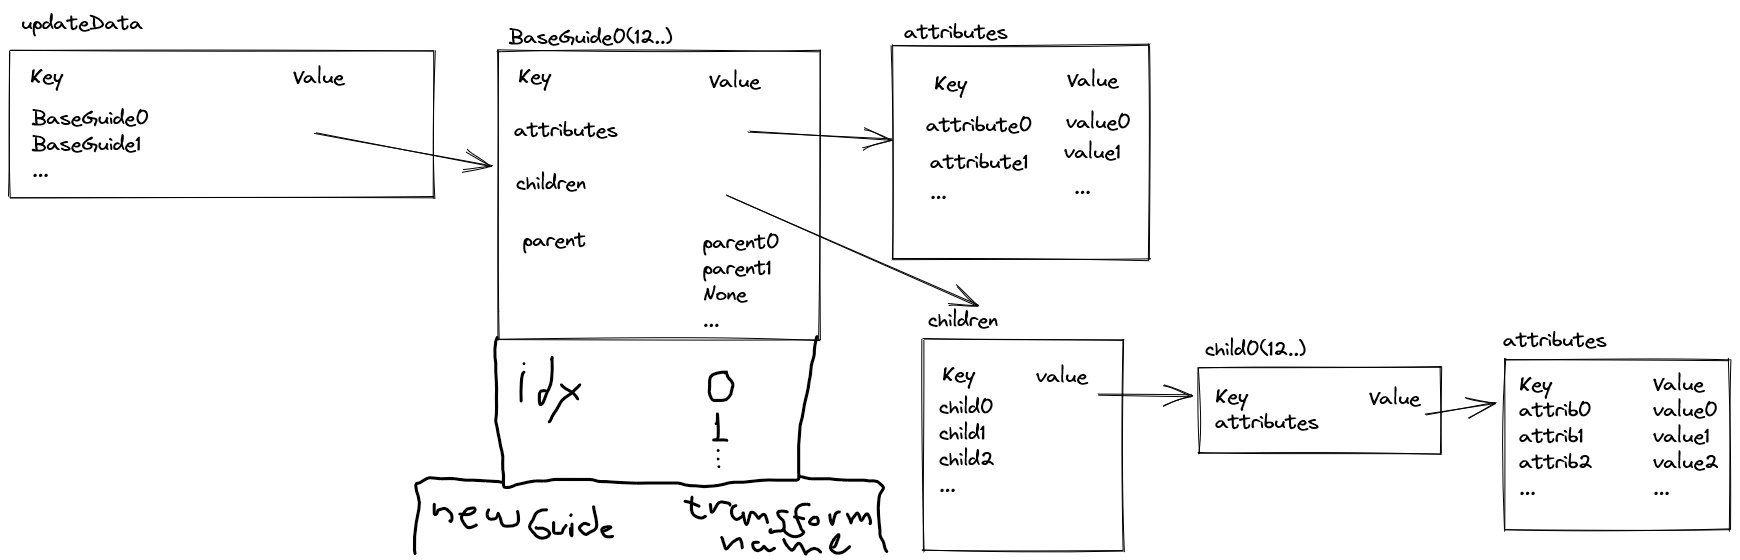 updateData
Key Value
BaseGuide0
BaseGuide1
...
BaseGuide0(12..)
Key Value
attributes
children
parent parent0
parent1
None
...
idx 0
1
...
newGuide transform
name
attributes
Key Value
attribute0 value0
attribute1 value1
... ...
children
Key value
child0
child1
child2
...
child0(12..)
Key Value
attributes
attributes
Key Value
attrib0 value0
attrib1 value1
attrib2 value2
... ...